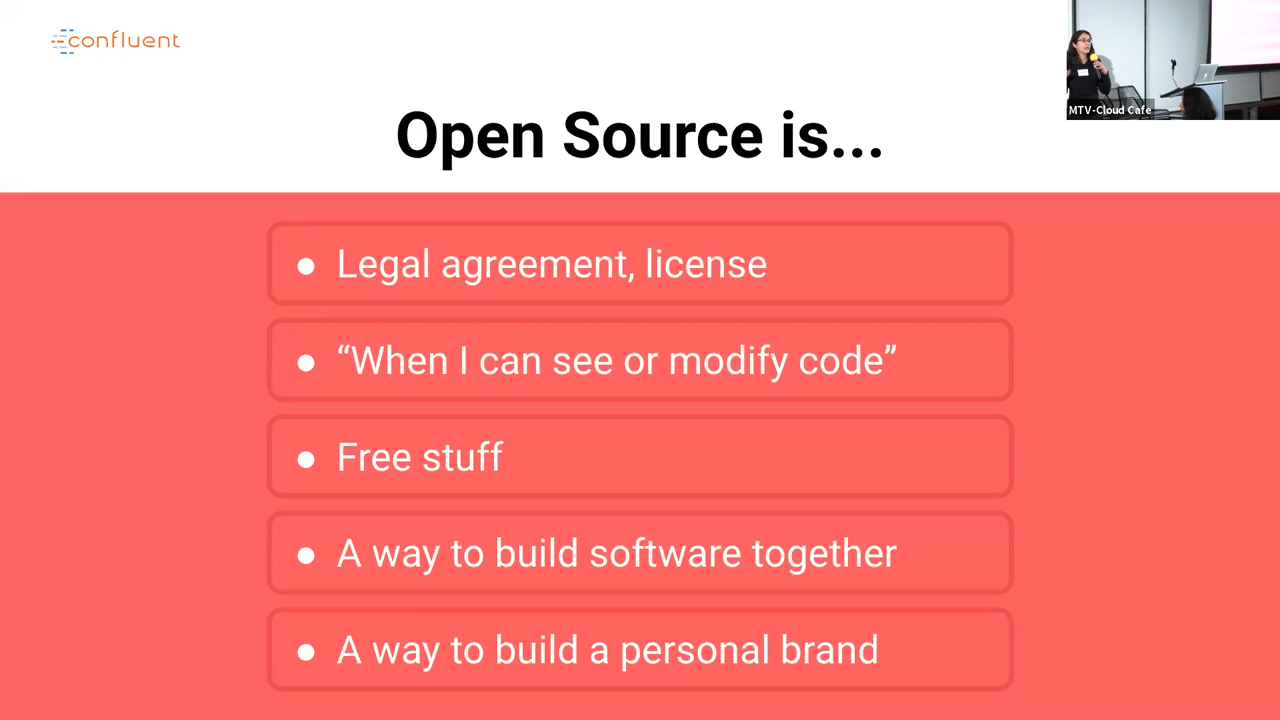 confluent
MTV-Cloud Cafe
Open Source is...
● Legal agreement, license
● “When I can see or modify code”
● Free stuff
● A way to build software together
● A way to build a personal brand